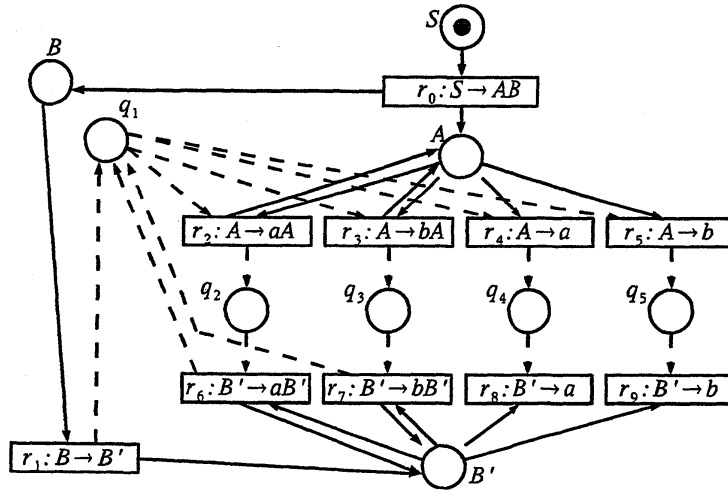 S
B
r₀: S → AB
q₁
A
r₂: A → aA
r₃: A → bA
r₄: A → a
r₅: A → b
q₂
q₃
q₄
q₅
r₆: B' → aB'
r₇: B' → bB'
r₈: B' → a
r₉: B' → b
r₁: B → B'
B'